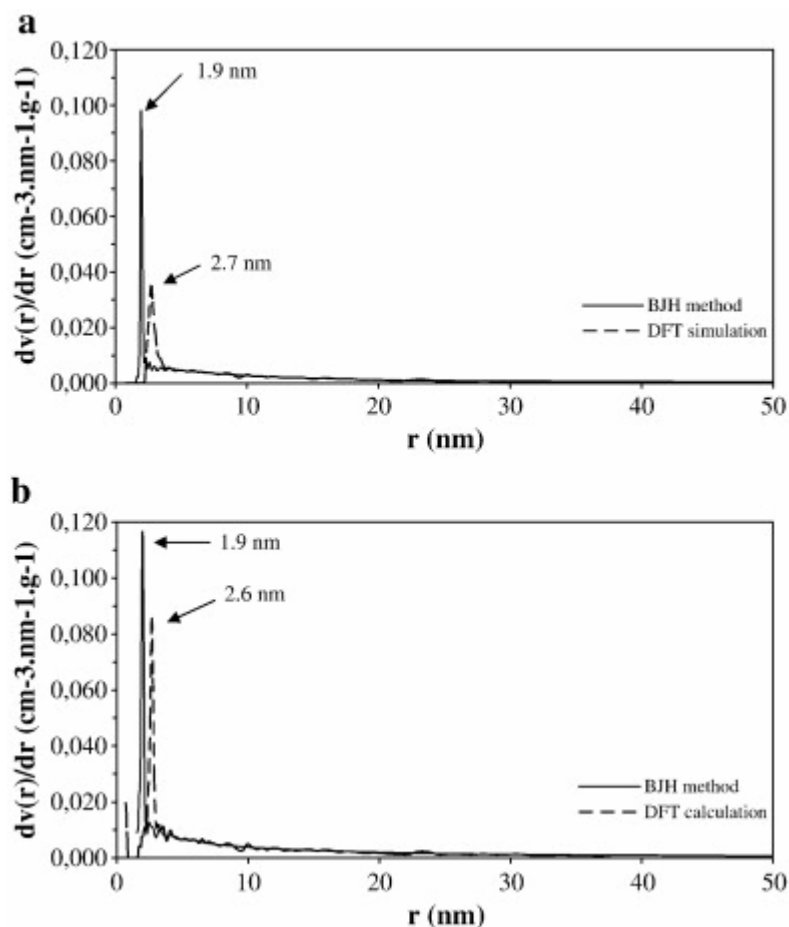 a
0,120
0,100
0,080
0,060
0,040
0,020
0,000
dv(r)/dr (cm-3.nm-1.g-1)
1.9 nm
2.7 nm
BJH method
DFT simulation
0 10 20 30 40 50
r (nm)
b
0,120
0,100
0,080
0,060
0,040
0,020
0,000
dv(r)/dr (cm-3.nm-1.g-1)
1.9 nm
2.6 nm
BJH method
DFT calculation
0 10 20 30 40 50
r (nm)